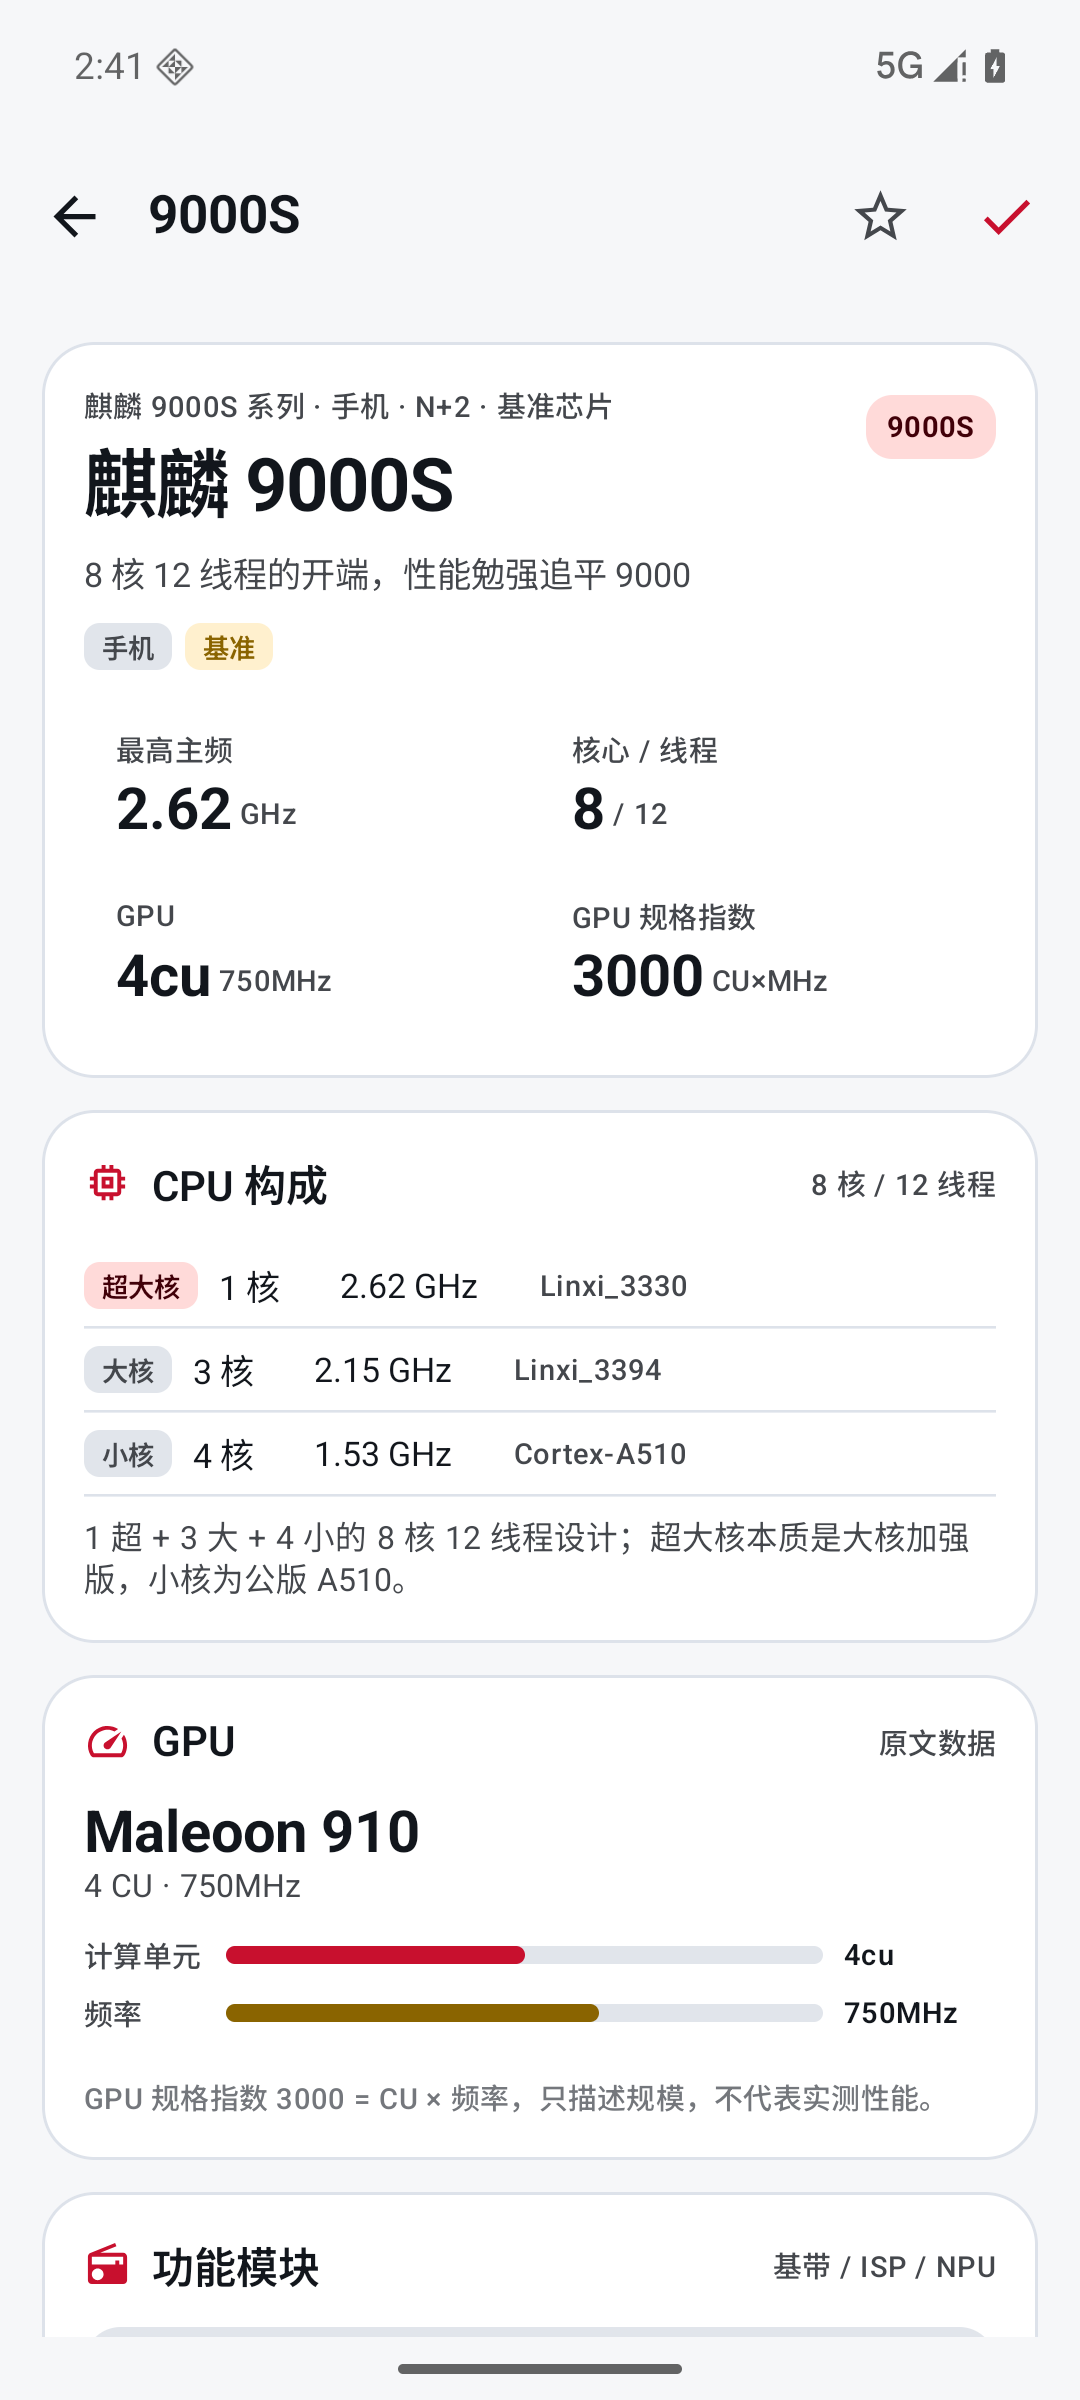 2:41
5G
9000S
麒麟 9000S 系列 · 手机 · N+2 · 基准芯片
9000S
麒麟 9000S
8 核 12 线程的开端，性能勉强追平 9000
手机
基准
最高主频
2.62 GHz
核心 / 线程
8 / 12
GPU
4cu 750MHz
GPU 规格指数
3000 CU×MHz
CPU 构成
8 核 / 12 线程
超大核 1 核 2.62 GHz Linxi_3330
大核 3 核 2.15 GHz Linxi_3394
小核 4 核 1.53 GHz Cortex-A510
1 超 + 3 大 + 4 小的 8 核 12 线程设计；超大核本质是大核加强
版，小核为公版 A510。
GPU
原文数据
Maleoon 910
4 CU · 750MHz
计算单元 4cu
频率 750MHz
GPU 规格指数 3000 = CU × 频率，只描述规模，不代表实测性能。
功能模块
基带 / ISP / NPU